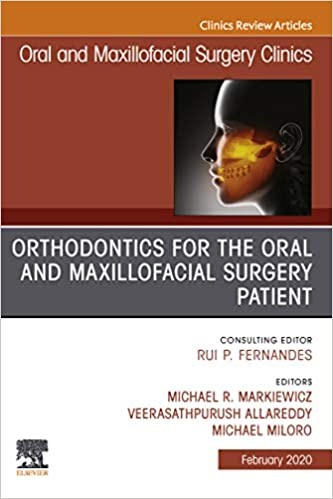 Clinics Review Articles
Oral and Maxillofacial Surgery Clinics
ORTHODONTICS FOR THE ORAL
AND MAXILLOFACIAL SURGERY
PATIENT
CONSULTING EDITOR
RUI P. FERNANDES
EDITORS
MICHAEL R. MARKIEWICZ
VEERASATHPURUSH ALLAREDDY
MICHAEL MILORO
ELSEVIER
February 2020